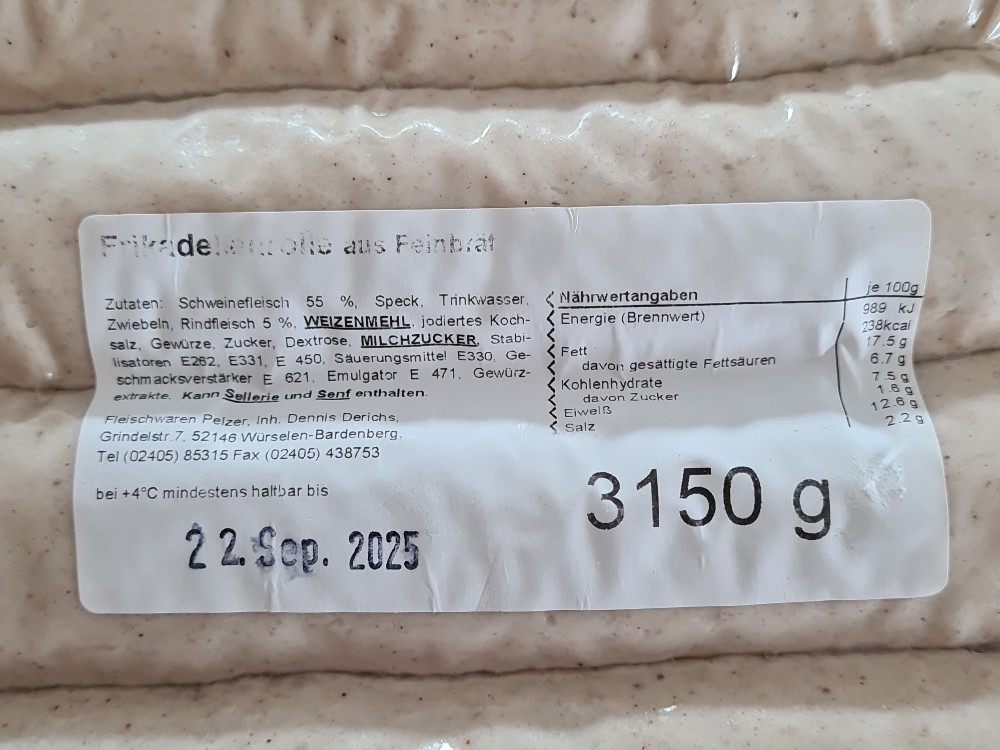 Frikadellenrolle aus Feinbrät
Zutaten: Schweinefleisch 55 %, Speck, Trinkwasser,
Zwiebeln, Rindfleisch 5 %, WEIZENMEHL, jodiertes Koch-
salz, Gewürze, Zucker, Dextrose, MILCHZUCKER, Stabi-
lisatoren E262, E331, E 450, Säuerungsmittel E330, Ge-
schmacksverstärker E 621, Emulgator E 471, Gewürz-
extrakte. Kann Sellerie und Senf enthalten.
Fleischwaren Pelzer, Inh. Dennis Derichs,
Grindelstr.7, 52146 Würselen-Bardenberg,
Tel (02405) 85315 Fax (02405) 438753
bei +4°C mindestens haltbar bis
22. Sep. 2025
Nährwertangaben je 100g
Energie (Brennwert) 989 kJ
238kcal
Fett 17.5 g
davon gesättigte Fettsäuren 6.7 g
Kohlenhydrate 7.5 g
davon Zucker 1.6 g
Eiweiß 12.6 g
Salz 2.2 g
3150 g